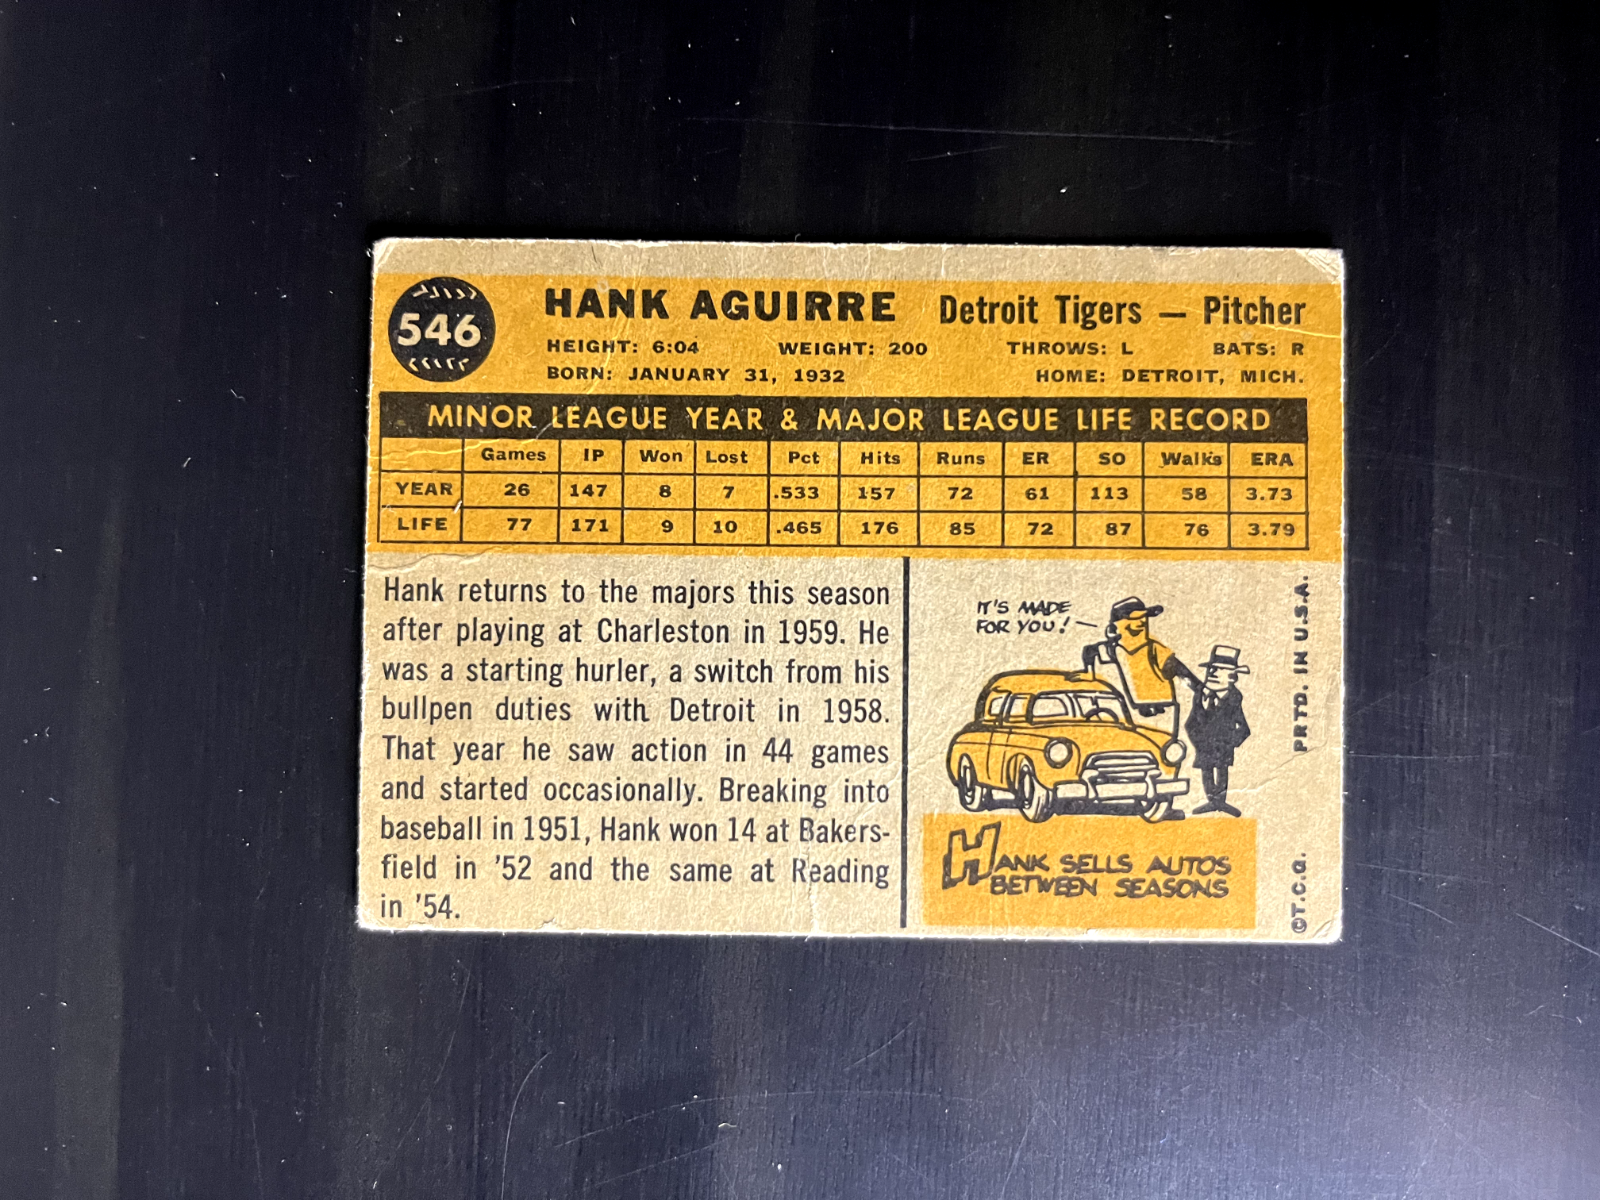 546
HANK AGUIRRE Detroit Tigers — Pitcher
HEIGHT: 6:04 WEIGHT: 200 THROWS: L BATS: R
BORN: JANUARY 31, 1932 HOME: DETROIT, MICH.
MINOR LEAGUE YEAR & MAJOR LEAGUE LIFE RECORD
Games IP Won Lost Pct Hits Runs ER SO Walks ERA
YEAR 26 147 8 7 .533 157 72 61 113 58 3.73
LIFE 77 171 9 10 .465 176 85 72 87 76 3.79
Hank returns to the majors this season
after playing at Charleston in 1959. He
was a starting hurler, a switch from his
bullpen duties with Detroit in 1958.
That year he saw action in 44 games
and started occasionally. Breaking into
baseball in 1951, Hank won 14 at Bakers-
field in '52 and the same at Reading
in '54.
IT'S MADE
FOR YOU! —
HANK SELLS AUTOS
BETWEEN SEASONS
©T.C.G. PRTD. IN U.S.A.